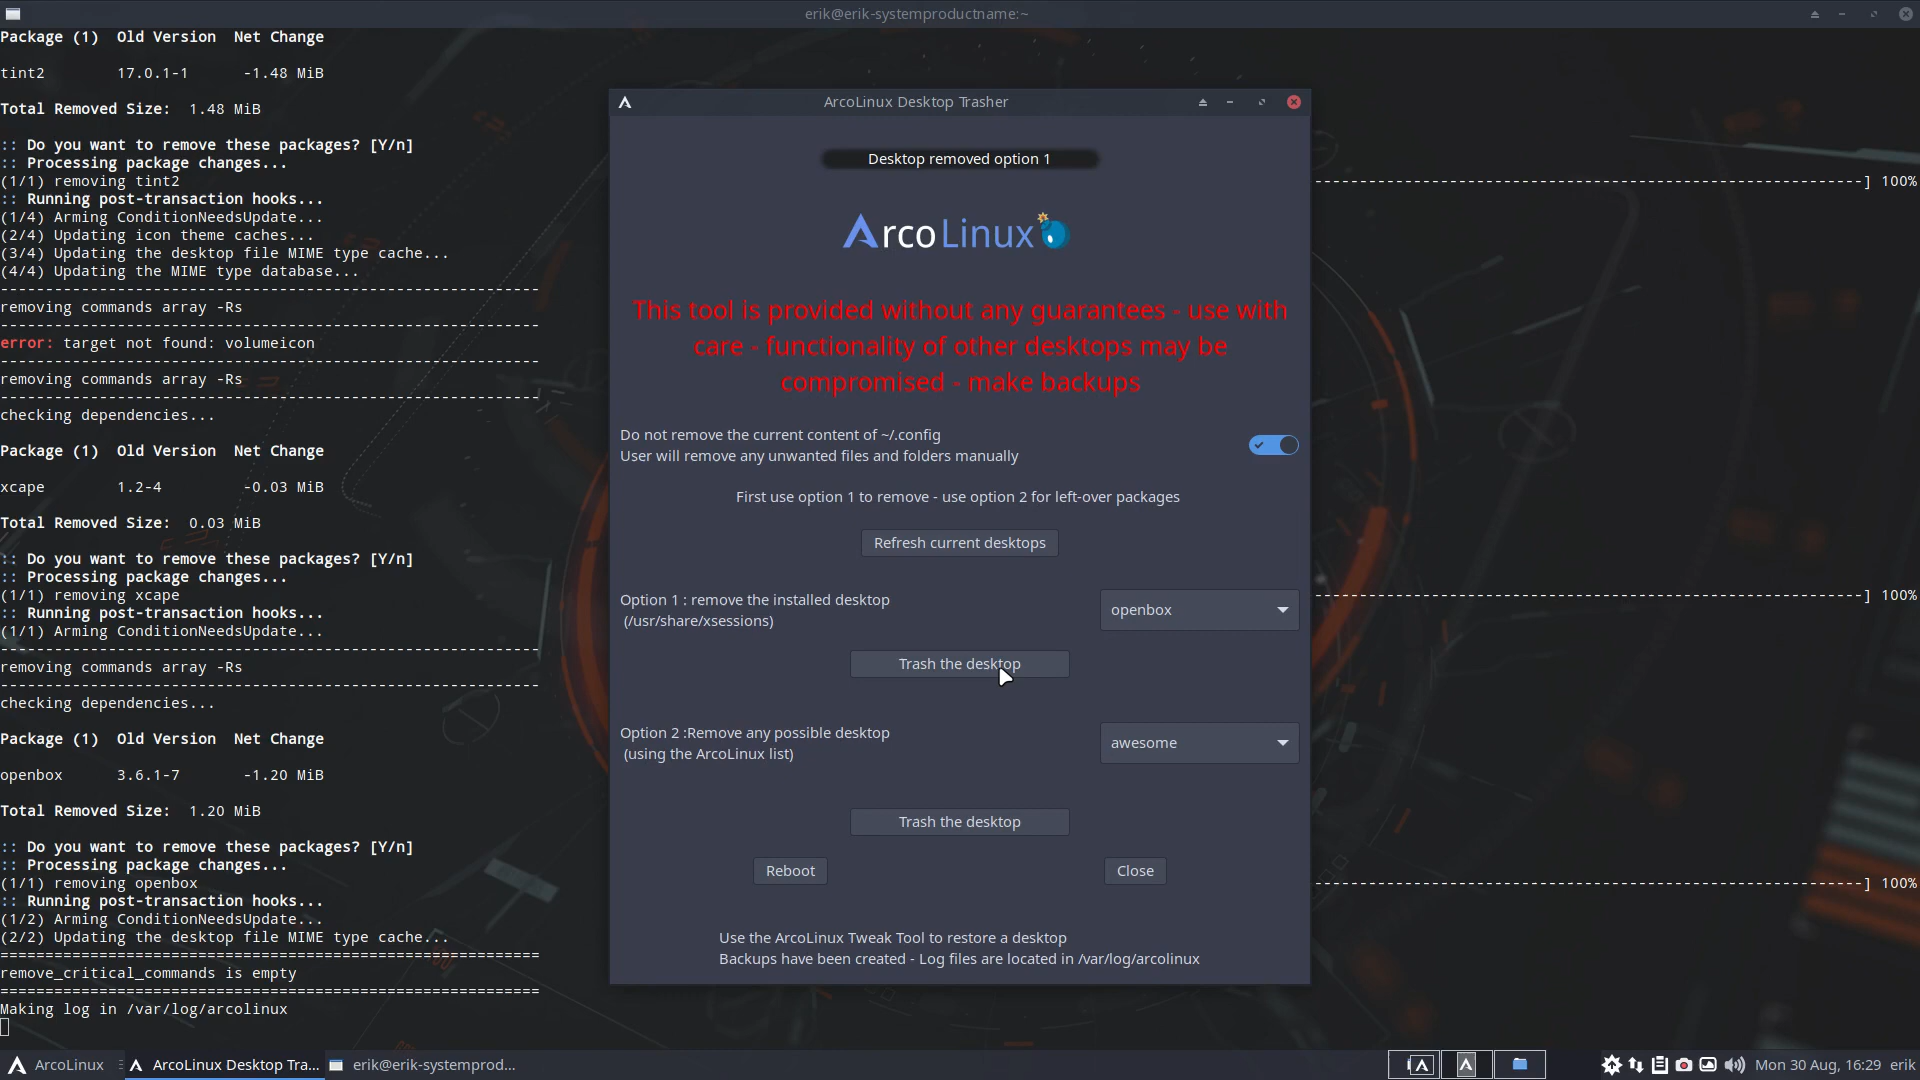 erik@erik-systemproductname:~
Package (1)  Old Version  Net Change
tint2        17.0.1-1      -1.48 MiB
Total Removed Size:  1.48 MiB
:: Do you want to remove these packages? [Y/n]
:: Processing package changes...
(1/1) removing tint2
----------] 100%
:: Running post-transaction hooks...
(1/4) Arming ConditionNeedsUpdate...
(2/4) Updating icon theme caches...
(3/4) Updating the desktop file MIME type cache...
(4/4) Updating the MIME type database...
------------------------------------------------------------
removing commands array -Rs
------------------------------------------------------------
error: target not found: volumeicon
------------------------------------------------------------
removing commands array -Rs
------------------------------------------------------------
checking dependencies...
Package (1)  Old Version  Net Change
xcape        1.2-4         -0.03 MiB
Total Removed Size:  0.03 MiB
:: Do you want to remove these packages? [Y/n]
:: Processing package changes...
(1/1) removing xcape
----------] 100%
:: Running post-transaction hooks...
(1/1) Arming ConditionNeedsUpdate...
------------------------------------------------------------
removing commands array -Rs
------------------------------------------------------------
checking dependencies...
Package (1)  Old Version  Net Change
openbox      3.6.1-7       -1.20 MiB
Total Removed Size:  1.20 MiB
:: Do you want to remove these packages? [Y/n]
:: Processing package changes...
(1/1) removing openbox
----------] 100%
:: Running post-transaction hooks...
(1/2) Arming ConditionNeedsUpdate...
(2/2) Updating the desktop file MIME type cache...
============================================================
remove_critical_commands is empty
============================================================
Making log in /var/log/arcolinux
ArcoLinux Desktop Trasher
Desktop removed option 1
ArcoLinux
This tool is provided without any guarantees - use with
care - functionality of other desktops may be
compromised - make backups
Do not remove the current content of ~/.config
User will remove any unwanted files and folders manually
First use option 1 to remove - use option 2 for left-over packages
Refresh current desktops
Option 1 : remove the installed desktop
(/usr/share/xsessions)
openbox
Trash the desktop
Option 2 :Remove any possible desktop
(using the ArcoLinux list)
awesome
Trash the desktop
Reboot
Close
Use the ArcoLinux Tweak Tool to restore a desktop
Backups have been created - Log files are located in /var/log/arcolinux
ArcoLinux
ArcoLinux Desktop Tra...
erik@erik-systemprod...
Mon 30 Aug, 16:29
erik